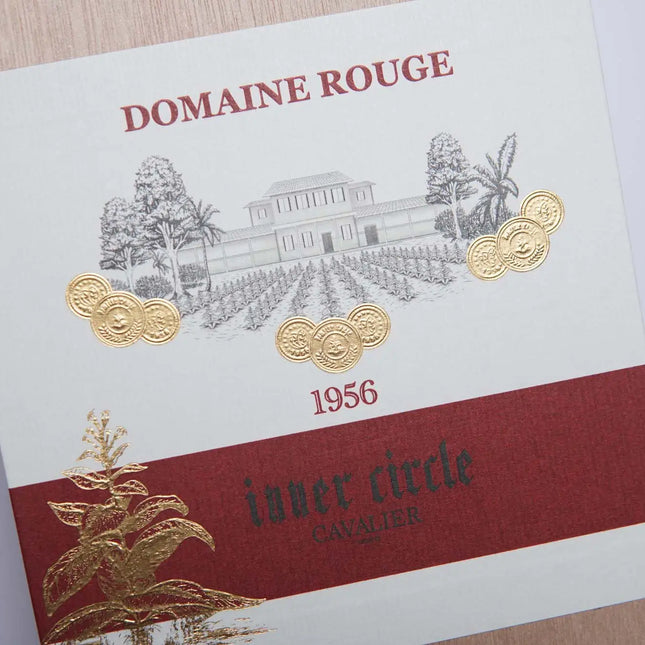 DOMAINE ROUGE
1956
inner circle
CAVALIER